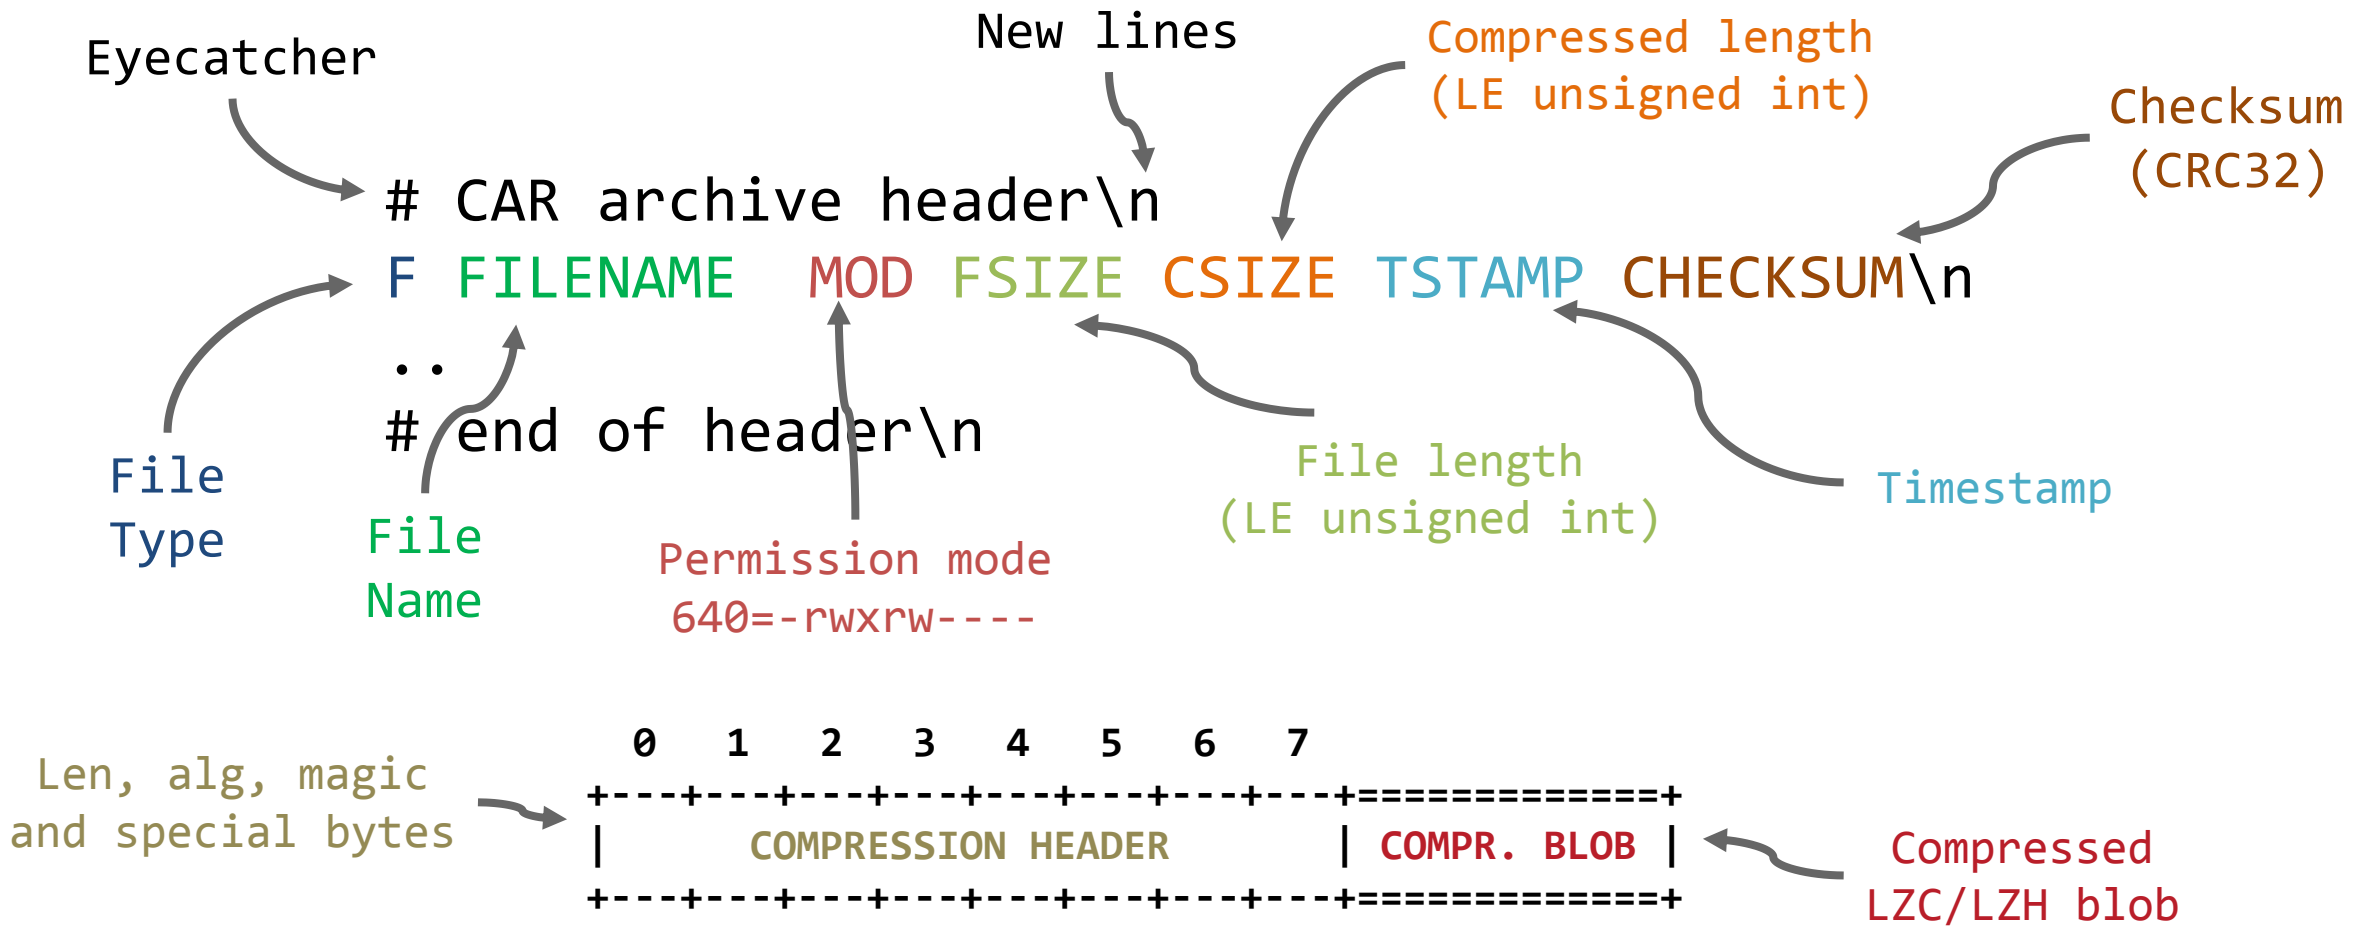 New lines
Compressed length
(LE unsigned int)
Eyecatcher
Checksum
(CRC32)
# CAR archive header\n
F FILENAME MOD FSIZE CSIZE TSTAMP CHECKSUM\n
..
# end of header\n
File
Type
File
Name
Permission mode
640=-rwxrw----
File length
(LE unsigned int)
Timestamp
0 1 2 3 4 5 6 7
Len, alg, magic
and special bytes
+---+---+---+---+---+---+---+---+=============+
| COMPRESSION HEADER | COMPR. BLOB |
+---+---+---+---+---+---+---+---+=============+
Compressed
LZC/LZH blob